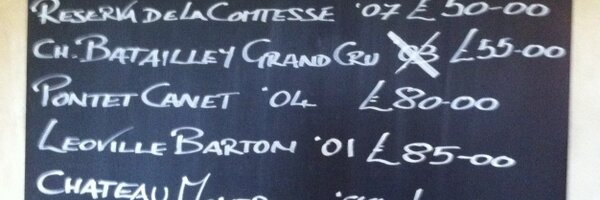 RESERVA DE LA COMTESSE '07 £50-00
CH. BATAILLEY GRAND CRU £55-00
PONTET CANET '04 £80-00
LEOVILLE BARTON '01 £85-00
CHATEAU